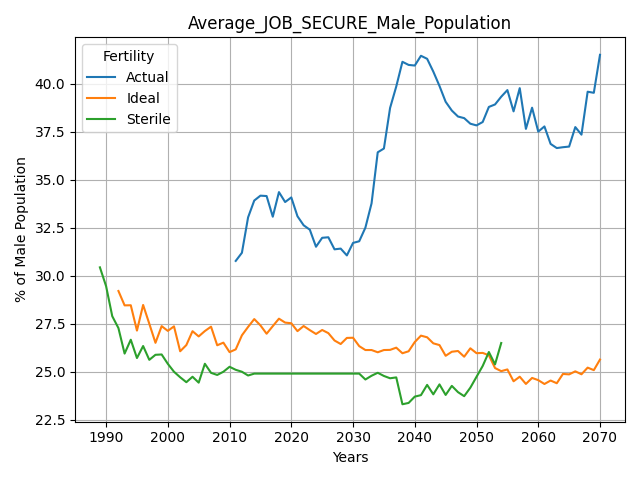 Average_JOB_SECURE_Male_Population
Fertility
Actual
Ideal
Sterile
% of Male Population
40.0
37.5
35.0
32.5
30.0
27.5
25.0
22.5
1990 2000 2010 2020 2030 2040 2050 2060 2070
Years